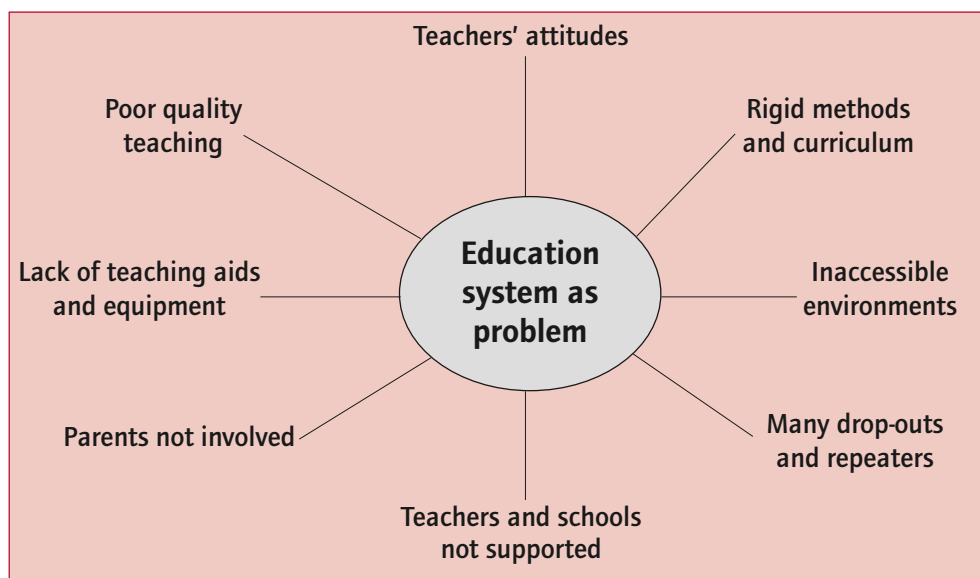 Teachers’ attitudes
Poor quality
teaching
Rigid methods
and curriculum
Education
system as
problem
Lack of teaching aids
and equipment
Inaccessible
environments
Parents not involved
Many drop-outs
and repeaters
Teachers and schools
not supported